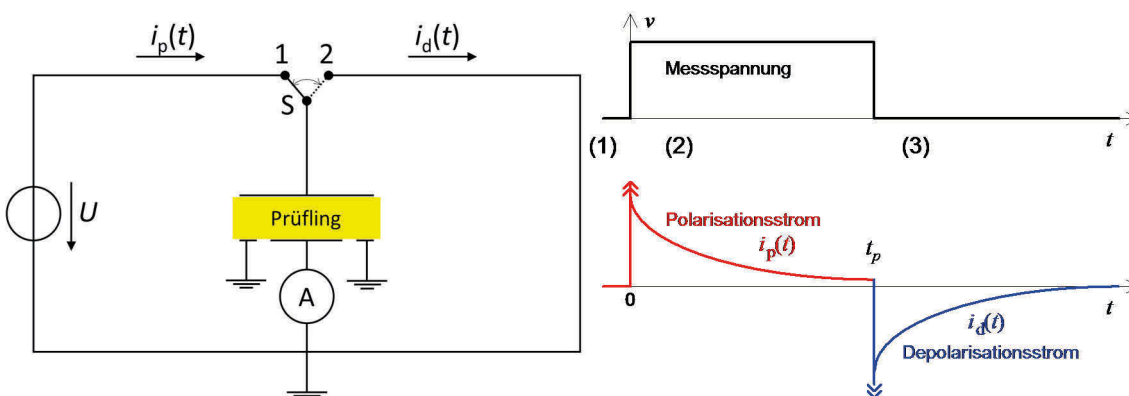 i_p(t)
1
2
i_d(t)
S
U
Prüfling
A
v
Messspannung
(1)
(2)
(3)
t
Polarisationsstrom
i_p(t)
t_p
0
t
i_d(t)
Depolarisationsstrom